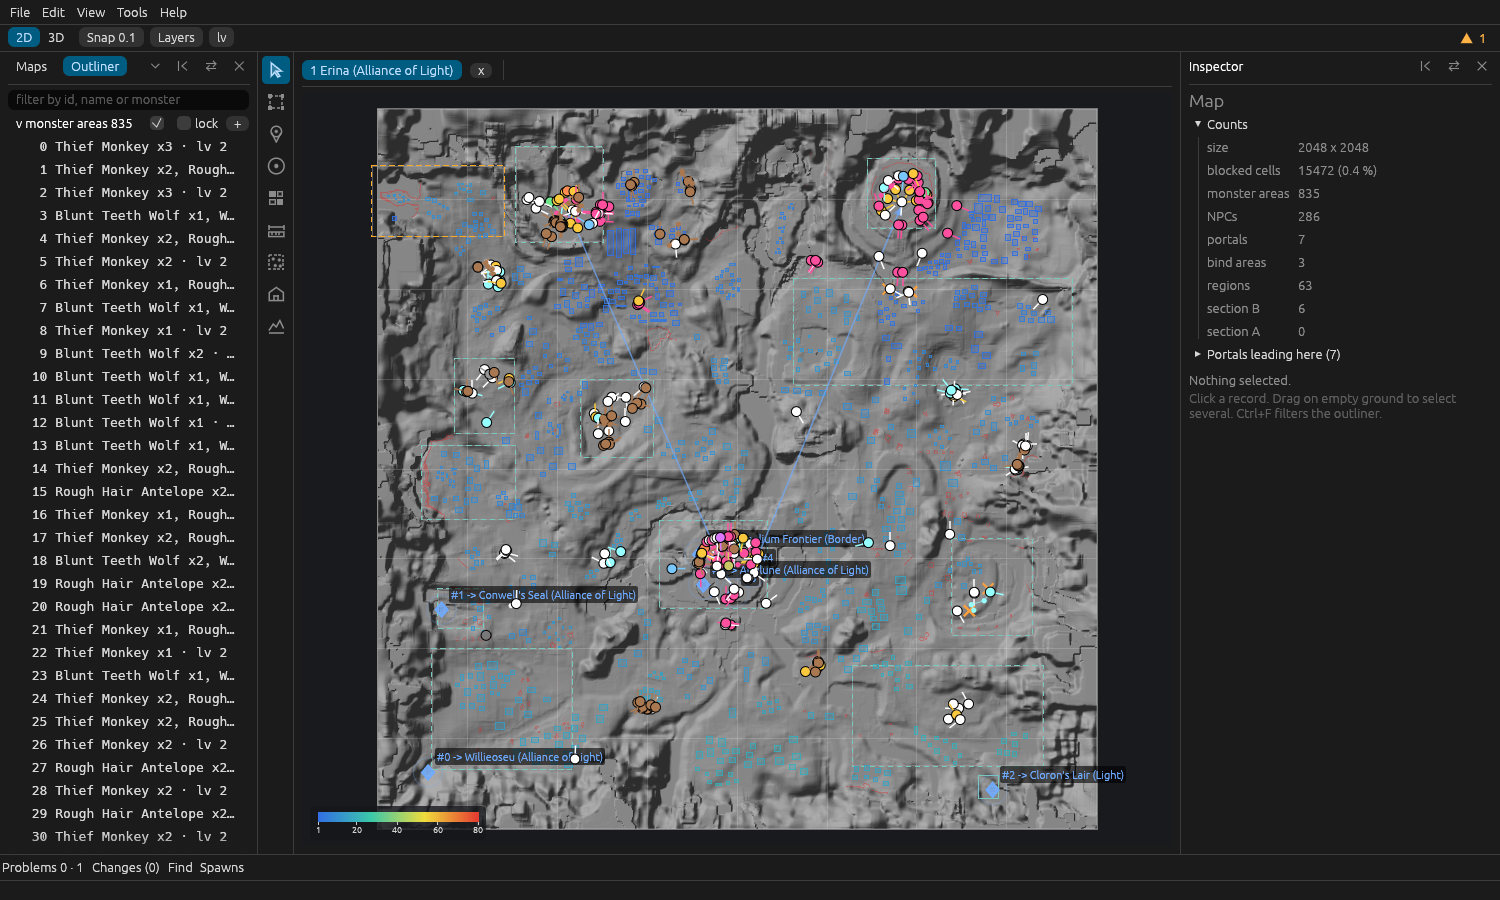 File Edit View Tools Help
2D 3D Snap 0.1 Layers lv 1
Maps Outliner
filter by id, name or monster
v monster areas 835 lock +
0 Thief Monkey x3 · lv 2
1 Thief Monkey x2, Rough…
2 Thief Monkey x3 · lv 2
3 Blunt Teeth Wolf x1, W…
4 Thief Monkey x2, Rough…
5 Thief Monkey x2 · lv 2
6 Thief Monkey x1, Rough…
7 Blunt Teeth Wolf x1, W…
8 Thief Monkey x1 · lv 2
9 Blunt Teeth Wolf x2 · …
10 Blunt Teeth Wolf x1, W…
11 Blunt Teeth Wolf x1, W…
12 Blunt Teeth Wolf x1 · …
13 Blunt Teeth Wolf x1, W…
14 Thief Monkey x2, Rough…
15 Rough Hair Antelope x2…
16 Thief Monkey x1, Rough…
17 Thief Monkey x2, Rough…
18 Blunt Teeth Wolf x2, W…
19 Rough Hair Antelope x2…
20 Rough Hair Antelope x2…
21 Thief Monkey x1, Rough…
22 Thief Monkey x1 · lv 2
23 Blunt Teeth Wolf x1, W…
24 Thief Monkey x2, Rough…
25 Thief Monkey x2, Rough…
26 Thief Monkey x2 · lv 2
27 Rough Hair Antelope x2…
28 Thief Monkey x2 · lv 2
29 Rough Hair Antelope x2…
30 Thief Monkey x2 · lv 2
1 Erina (Alliance of Light) x
Frontier (Border)
#4
(Alliance of Light)
#1 -> Conwell's Seal (Alliance of Light)
#0 -> Willieoseu (Alliance of Light)
#2 -> Cloron's Lair (Light)
1 20 40 60 80
Inspector
Map
Counts
size 2048 x 2048
blocked cells 15472 (0.4 %)
monster areas 835
NPCs 286
portals 7
bind areas 3
regions 63
section B 6
section A 0
Portals leading here (7)
Nothing selected.
Click a record. Drag on empty ground to select
several. Ctrl+F filters the outliner.
Problems 0 · 1 Changes (0) Find Spawns